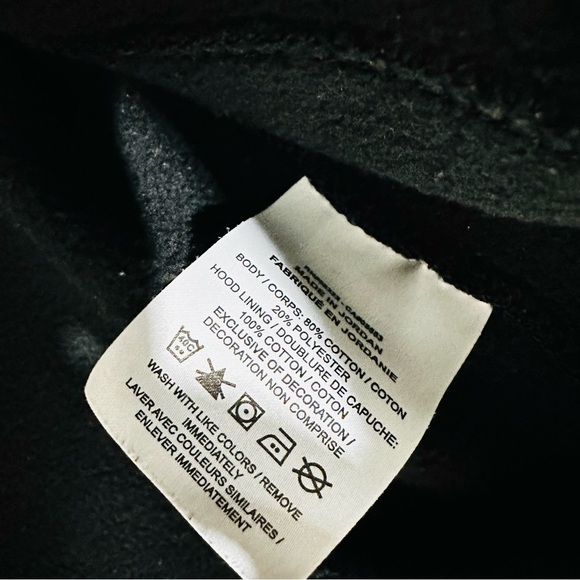 MADE IN JORDAN
FABRIQUÉ EN JORDANIE
BODY / CORPS: 80% COTTON / COTON
20% POLYESTER
HOOD LINING / DOUBLURE DE CAPUCHE:
100% COTTON / COTON
EXCLUSIVE OF DECORATION /
DECORATION NON COMPRISE
40C
WASH WITH LIKE COLORS / REMOVE
IMMEDIATELY
LAVER AVEC COULEURS SIMILAIRES /
ENLEVER IMMEDIATEMENT